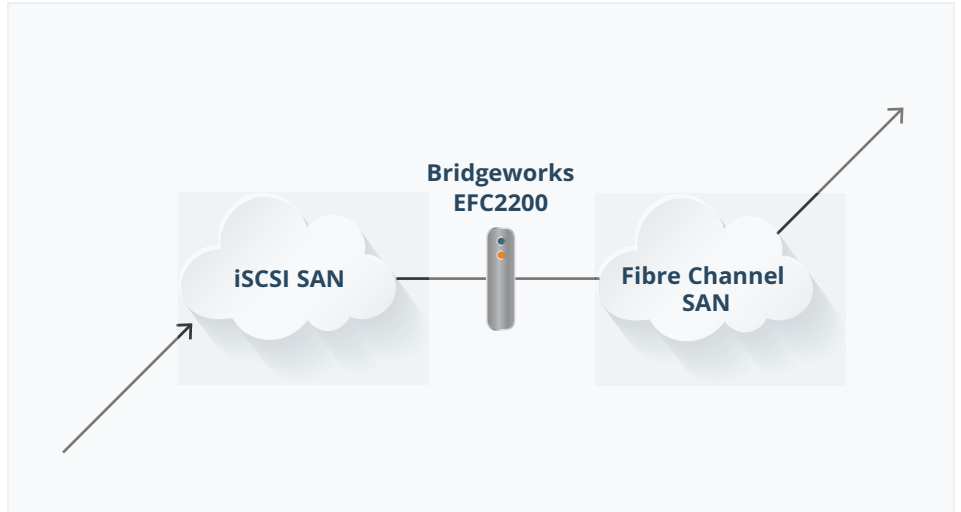 Bridgeworks
EFC2200
iSCSI SAN
Fibre Channel
SAN